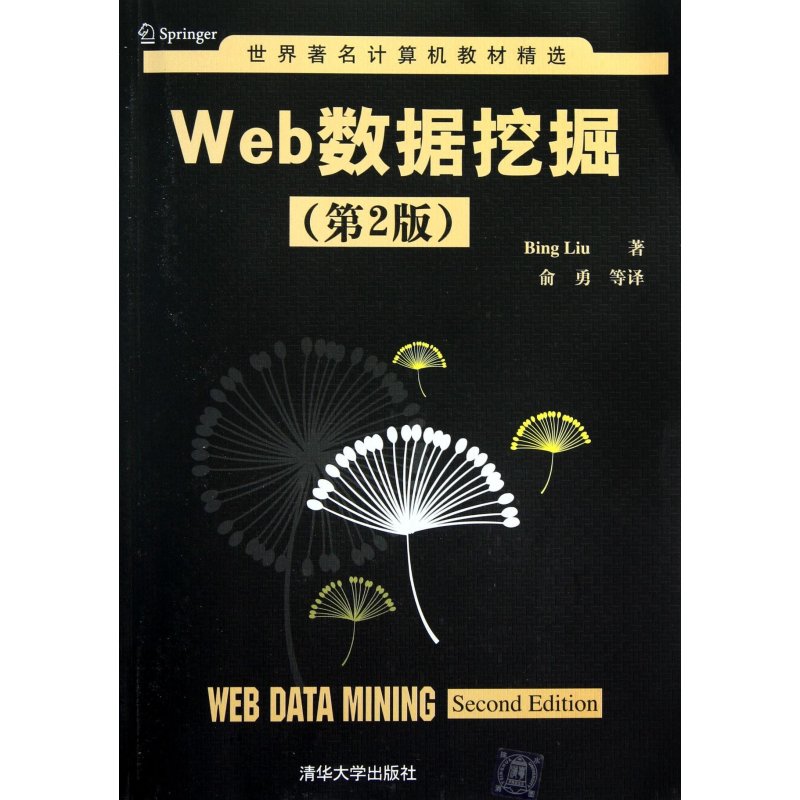 Springer
世界著名计算机教材精选
Web数据挖掘
(第2版)
Bing Liu 著
俞勇 等译
WEB DATA MINING Second Edition
清华大学出版社